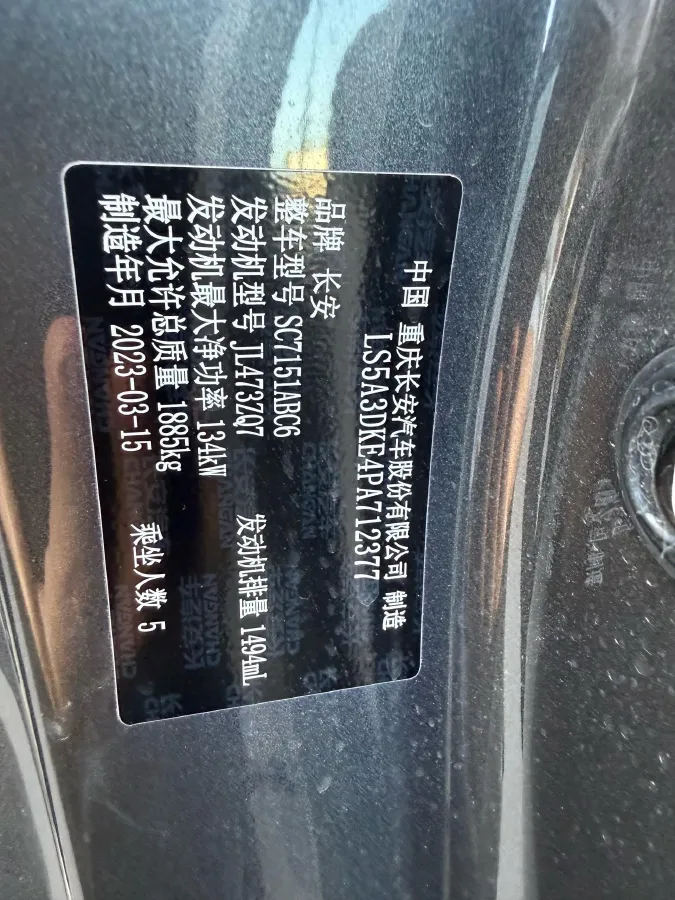 中国 重庆长安汽车股份有限公司 制造
LS5A3DKE4PA712377
品牌 长安
整车型号 SC7151ABC6
发动机型号 JL473ZQ7 发动机排量 1494mL
发动机最大净功率 134kW
最大允许总质量 1885kg
制造年月 2023-03-15 乘坐人数 5